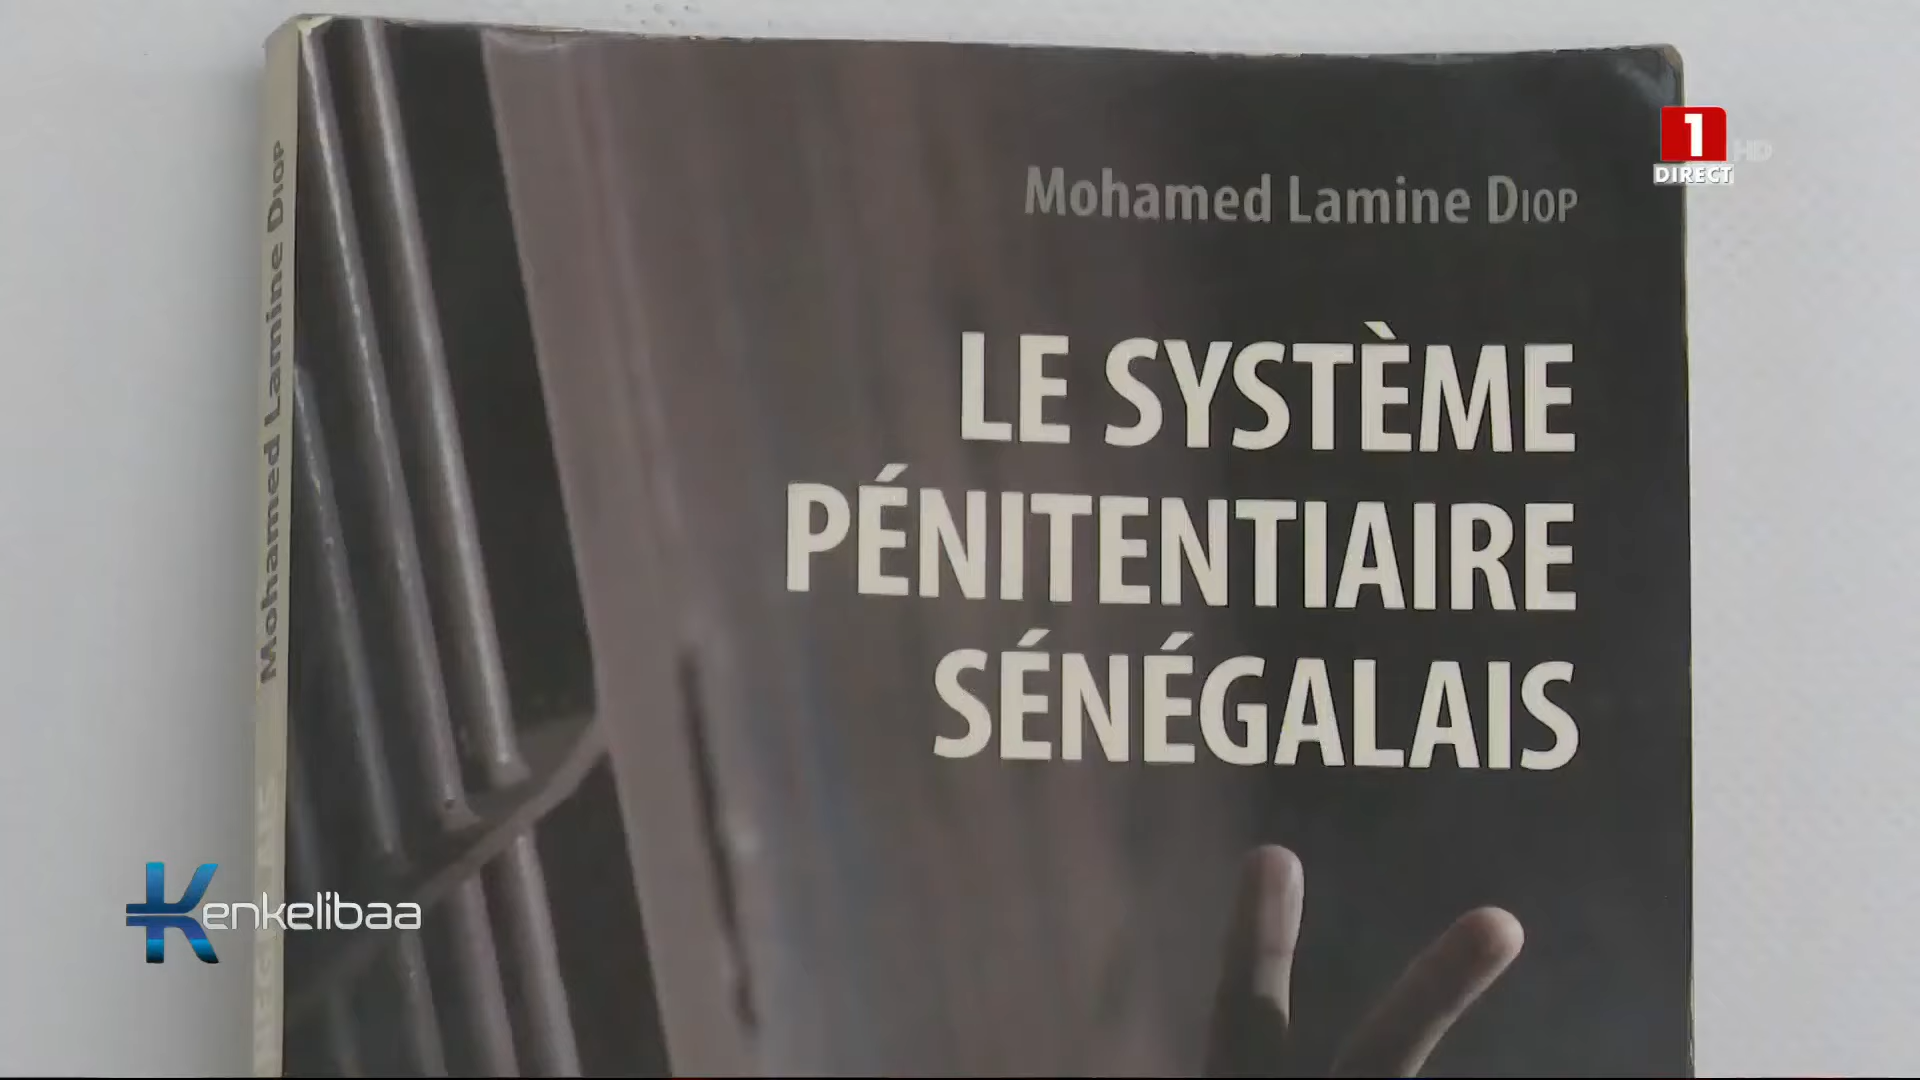 Mohamed Lamine DIOP
LE SYSTÈME
PÉNITENTIAIRE
SÉNÉGALAIS
Mohamed Lamine DIOP
1
HD
DIRECT
Kenkelibaa